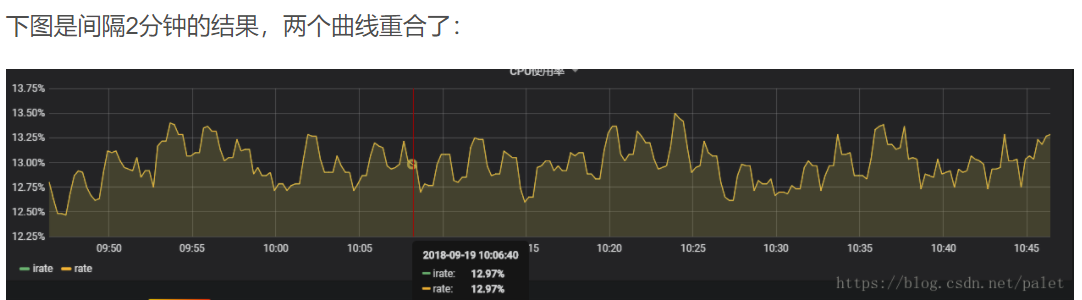 下图是间隔2分钟的结果，两个曲线重合了：
CPU使用率
13.75%
13.50%
13.25%
13.00%
12.75%
12.50%
12.25%
09:50 09:55 10:00 10:05 15 10:20 10:25 10:30 10:35 10:40 10:45
2018-09-19 10:06:40
irate: 12.97%
rate: 12.97%
irate rate
https://blog.csdn.net/palet